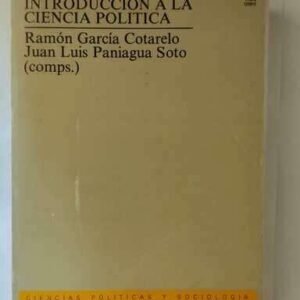 INTRODUCCION A LA
CIENCIA POLITICA
Ramón García Cotarelo
Juan Luis Paniagua Soto
(comps.)
CIENCIAS POLITICAS Y SOCIOLOGIA